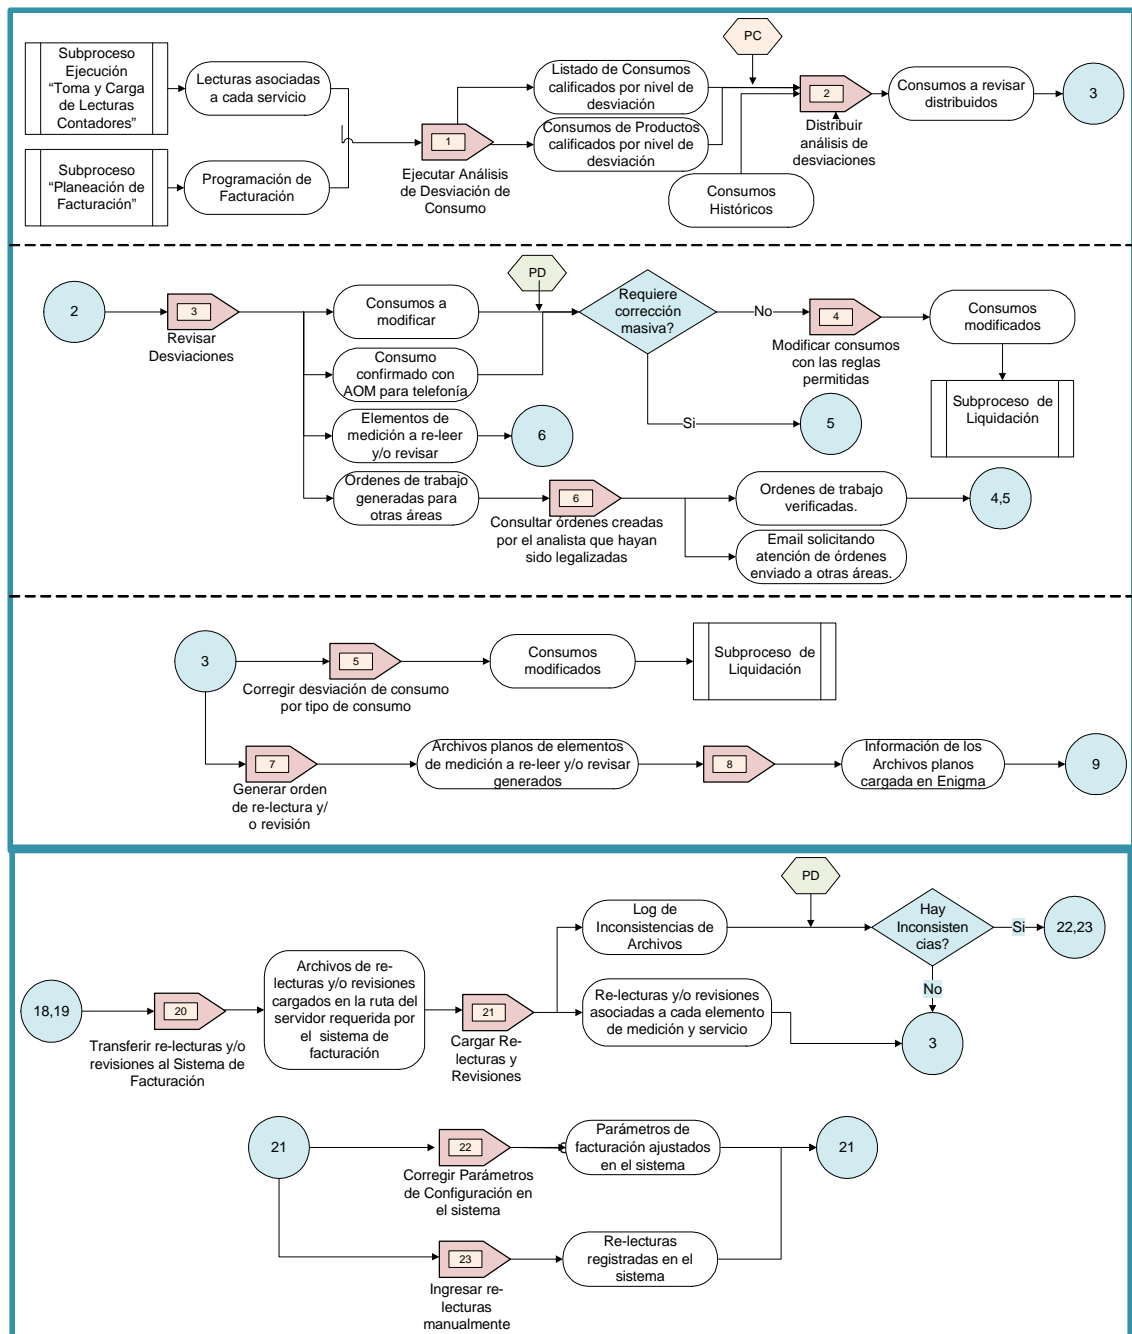 Subproceso
Ejecución
“Toma y Carga
de Lecturas
Contadores”
Lecturas asociadas
a cada servicio
Subproceso
“Planeación de
Facturación”
Programación de
Facturación
1
Ejecutar Análisis
de Desviación de
Consumo
Listado de Consumos
calificados por nivel de
desviación
Consumos de Productos
calificados por nivel de
desviación
PC
Consumos
Históricos
2
Distribuir
análisis de
desviaciones
Consumos a revisar
distribuidos
3
2
3
Revisar
Desviaciones
Consumos a
modificar
Consumo
confirmado con
AOM para telefonía
Elementos de
medición a re-leer
y/o revisar
Ordenes de trabajo
generadas para
otras áreas
PD
Requiere
corrección
masiva?
No
4
Modificar consumos
con las reglas
permitidas
Consumos
modificados
Subproceso de
Liquidación
Si
5
6
6
Consultar órdenes creadas
por el analista que hayan
sido legalizadas
Ordenes de trabajo
verificadas.
4,5
Email solicitando
atención de órdenes
enviado a otras áreas.
3
5
Corregir desviación de consumo
por tipo de consumo
Consumos
modificados
Subproceso de
Liquidación
7
Generar orden
de re-lectura y/
o revisión
Archivos planos de elementos
de medición a re-leer y/o revisar
generados
8
Información de los
Archivos planos
cargada en Enigma
9
18,19
20
Transferir re-lecturas y/o
revisiones al Sistema de
Facturación
Archivos de re-
lecturas y/o revisiones
cargados en la ruta del
servidor requerida por
el sistema de
facturación
21
Cargar Re-
lecturas y
Revisiones
Log de
Inconsistencias de
Archivos
Re-lecturas y/o revisiones
asociadas a cada elemento
de medición y servicio
PD
Hay
Inconsisten
cias?
Si
22,23
No
3
21
22
Corregir Parámetros
de Configuración en
el sistema
Parámetros de
facturación ajustados
en el sistema
21
23
Ingresar re-
lecturas
manualmente
Re-lecturas
registradas en el
sistema